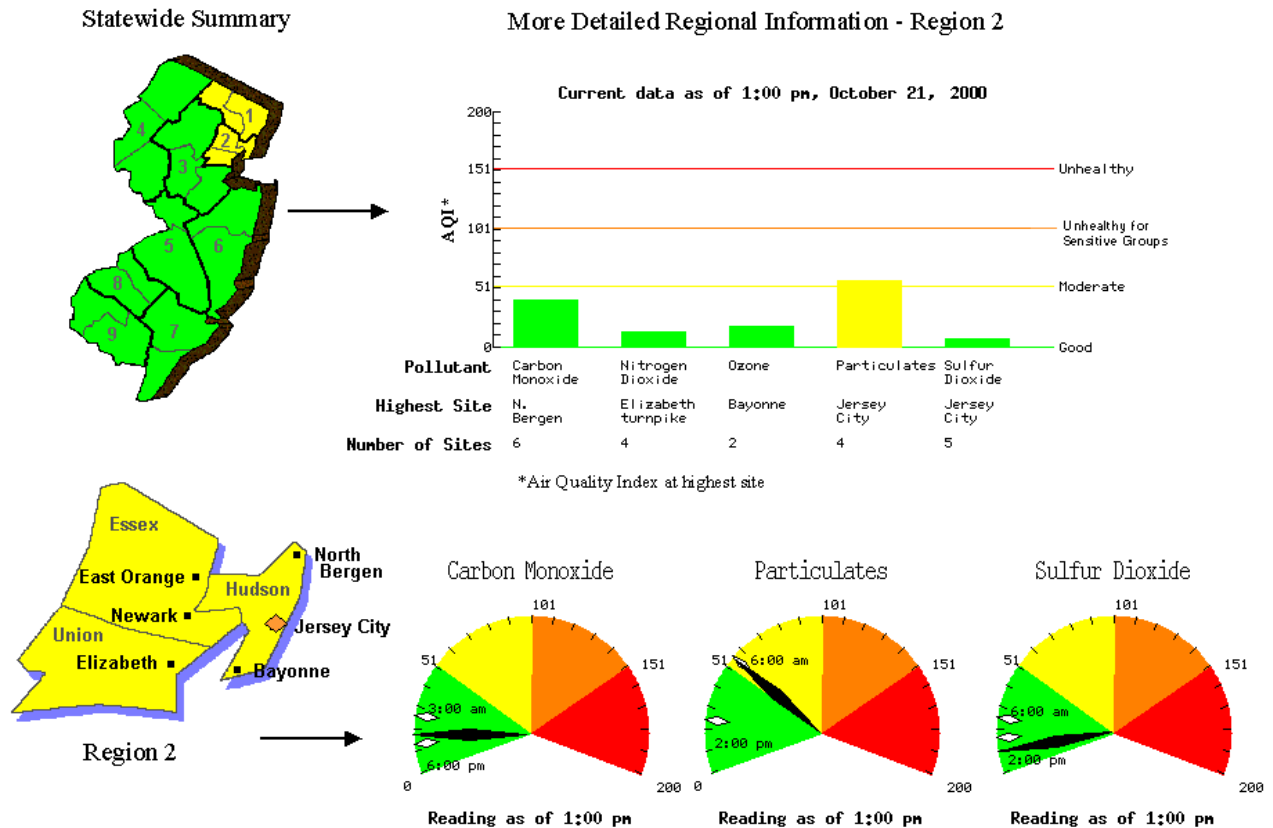 Statewide Summary
More Detailed Regional Information - Region 2
Current data as of 1:00 pm, October 21, 2000
1
2
3
4
5
6
7
8
9
AQI*
200
151
101
51
0
Unhealthy
Unhealthy for
Sensitive Groups
Moderate
Good
Pollutant Carbon Monoxide Nitrogen Dioxide Ozone Particulates Sulfur Dioxide
Highest Site N. Bergen Elizabeth turnpike Bayonne Jersey City Jersey City
Number of Sites 6 4 2 4 5
*Air Quality Index at highest site
Essex
East Orange
Newark
Union
Elizabeth
Hudson
North
Bergen
Jersey City
Bayonne
Region 2
Carbon Monoxide
101
51
151
3:00 am
6:00 pm
0
200
Reading as of 1:00 pm
Particulates
101
51
151
6:00 am
2:00 pm
0
200
Reading as of 1:00 pm
Sulfur Dioxide
101
51
151
6:00 am
2:00 pm
0
200
Reading as of 1:00 pm